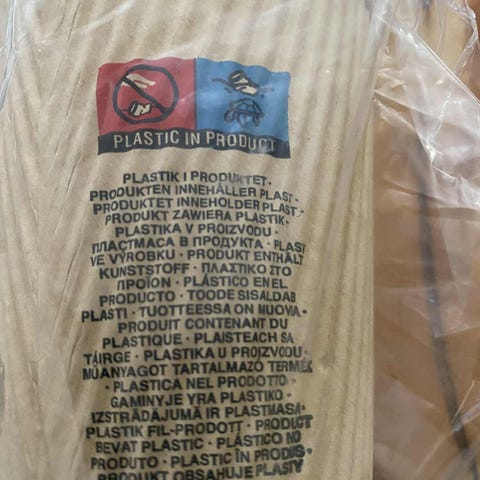 PLASTIC IN PRODUCT
PLASTIK I PRODUKTET •
PRODUKTEN INNEHÅLLER PLAST •
PRODUKTET INNEHOLDER PLAST •
PRODUKT ZAWIERA PLASTIK •
PLASTIKA V PROIZVODU •
ПЛАСТМАСА В ПРОДУКТА • PLAST
VE VÝROBKU • PRODUKT ENTHÄLT
KUNSTSTOFF • ΠΛΑΣΤΙΚΟ ΣΤΟ
ΠΡΟΪΟΝ • PLÁSTICO EN EL
PRODUCTO • TOODE SISALDAB
PLASTI • TUOTTEESSA ON MUOVIA •
PRODUIT CONTENANT DU
PLASTIQUE • PLAISTEACH SA
TÁIRGE • PLASTIKA U PROIZVODU •
MŰANYAGOT TARTALMAZÓ TERMÉK
• PLASTICA NEL PRODOTTO •
GAMINYJE YRA PLASTIKO •
IZSTRĀDĀJUMĀ IR PLASTMASA •
PLASTIK FIL-PRODOTT • PRODUCT
BEVAT PLASTIC • PLÁSTICO NO
PRODUTO • PLASTIC ÎN PRODUS •
PRODUKT OBSAHUJE PLASTY